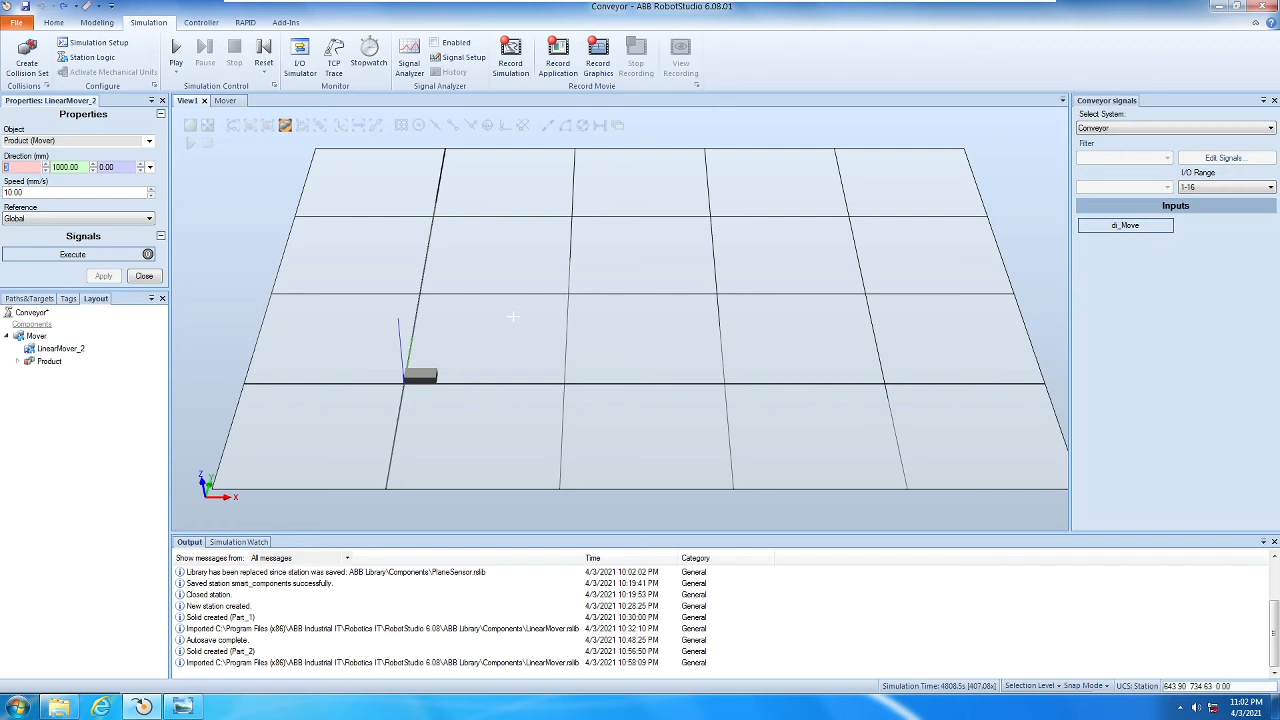 Conveyor - ABB RobotStudio 6.08.01
File Home Modeling Simulation Controller RAPID Add-Ins
Create Collision Set
Simulation Setup
Station Logic
Activate Mechanical Units
Play Pause Stop Reset
I/O Simulator
TCP Trace
Stopwatch
Signal Analyzer
Enabled
Signal Setup
History
Record Simulation
Record Application
Record Graphics
Stop Recording
View Recording
Collisions Configure Simulation Control Monitor Signal Analyzer Record Movie
Properties: LinearMover_2
Properties
Object
Product (Mover)
Direction (mm)
1000.00 0.00
Speed (mm/s)
10.00
Reference
Global
Signals
Execute
Apply Close
Paths&Targets Tags Layout
Conveyor*
Components
Mover
LinearMover_2
Product
View1 Mover
Z Y X
Conveyor signals
Select System:
Conveyor
Filter
Edit Signals...
I/O Range
1-16
Inputs
di_Move
Output Simulation Watch
Show messages from: All messages Time Category
Library has been replaced since station was saved: ABB Library\Components\PlaneSensor.rslib 4/3/2021 10:02:02 PM General
Saved station smart_components successfully. 4/3/2021 10:19:41 PM General
Closed station. 4/3/2021 10:19:53 PM General
New station created. 4/3/2021 10:28:25 PM General
Solid created (Part_1) 4/3/2021 10:30:00 PM General
Imported C:\Program Files (x86)\ABB Industrial IT\Robotics IT\RobotStudio 6.08\ABB Library\Components\LinearMover.rslib 4/3/2021 10:32:10 PM General
Autosave complete. 4/3/2021 10:48:25 PM General
Solid created (Part_2) 4/3/2021 10:56:50 PM General
Imported C:\Program Files (x86)\ABB Industrial IT\Robotics IT\RobotStudio 6.08\ABB Library\Components\LinearMover.rslib 4/3/2021 10:58:09 PM General
Simulation Time: 4808.5s [407.08x] Selection Level Snap Mode UCS: Station 643.90 734.63 0.00
11:02 PM
4/3/2021